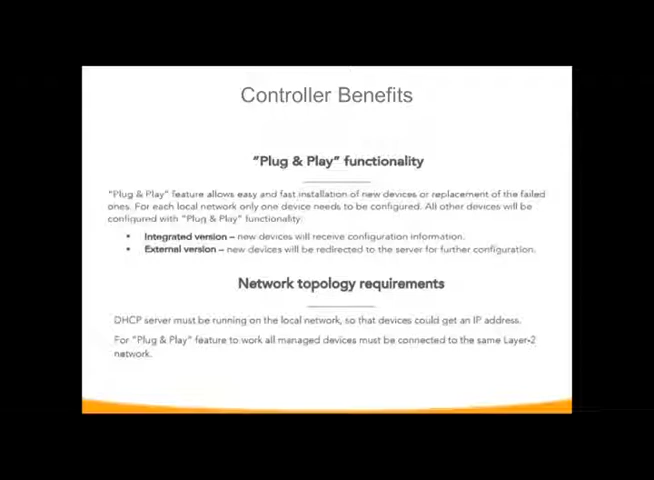 Controller Benefits
"Plug & Play" functionality
"Plug & Play" feature allows easy and fast installation of new devices or replacement of the failed
ones. For each local network only one device needs to be configured. All other devices will be
configured with "Plug & Play" functionality:
• Integrated version – new devices will receive configuration information.
• External version – new devices will be redirected to the server for further configuration.
Network topology requirements
DHCP server must be running on the local network, so that devices could get an IP address.
For "Plug & Play" feature to work all managed devices must be connected to the same Layer-2
network.